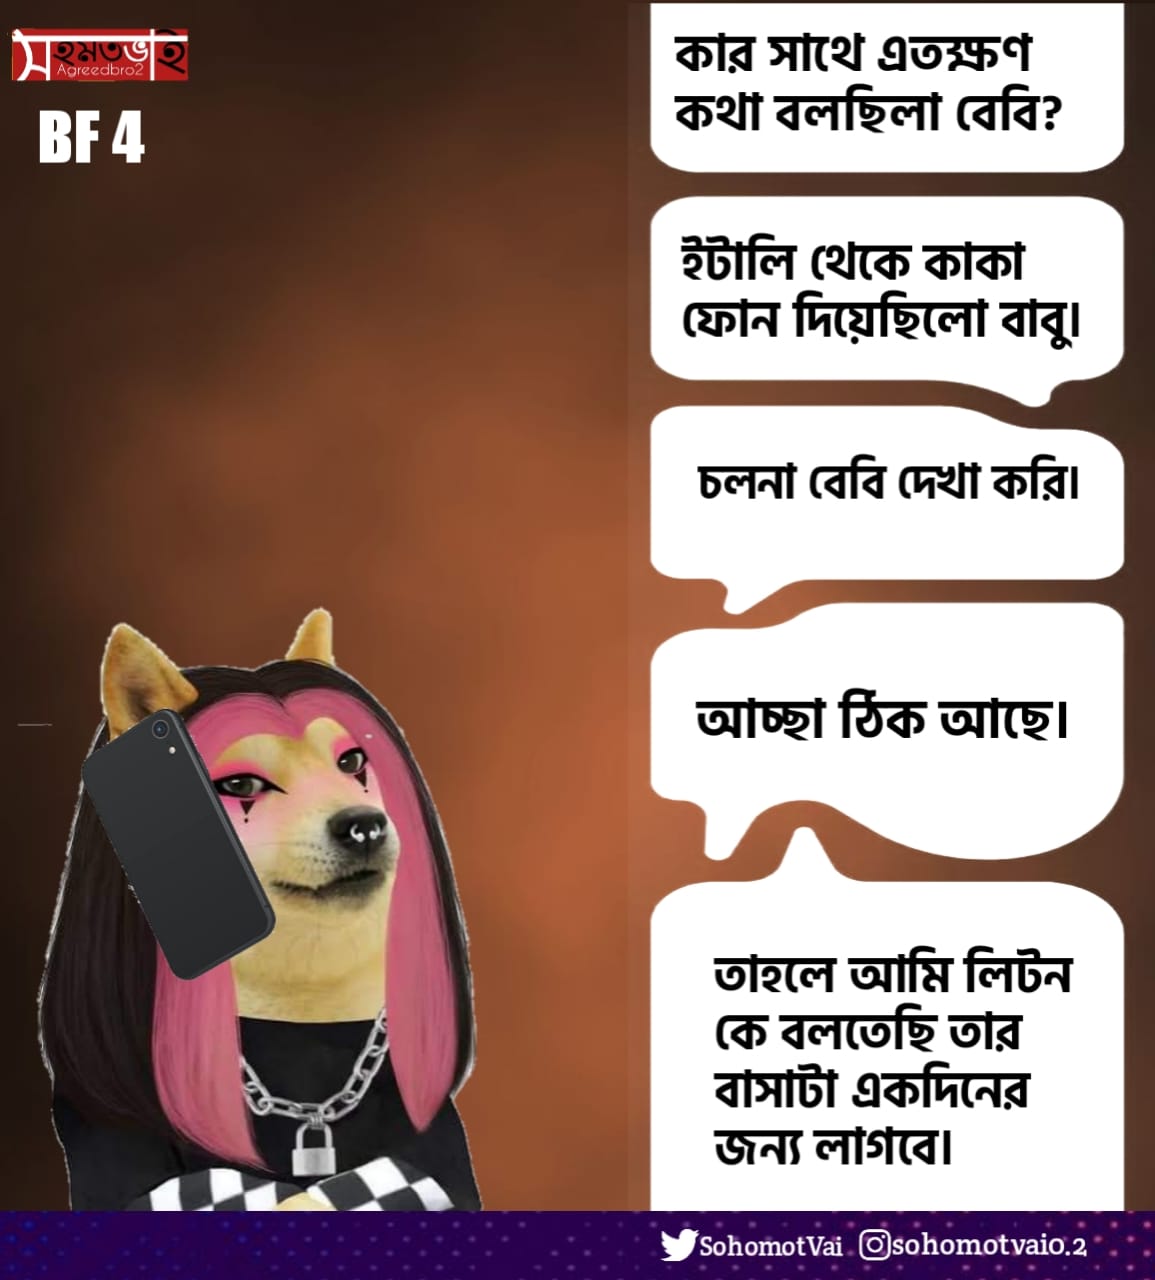 সহমতভাই
Agreedbro2
BF 4
কার সাথে এতক্ষণ
কথা বলছিলা বেবি?
ইটালি থেকে কাকা
ফোন দিয়েছিলো বাবু।
চলনা বেবি দেখা করি।
আচ্ছা ঠিক আছে।
তাহলে আমি লিটন
কে বলতেছি তার
বাসাটা একদিনের
জন্য লাগবে।
SohomotVai sohomotvaio.2